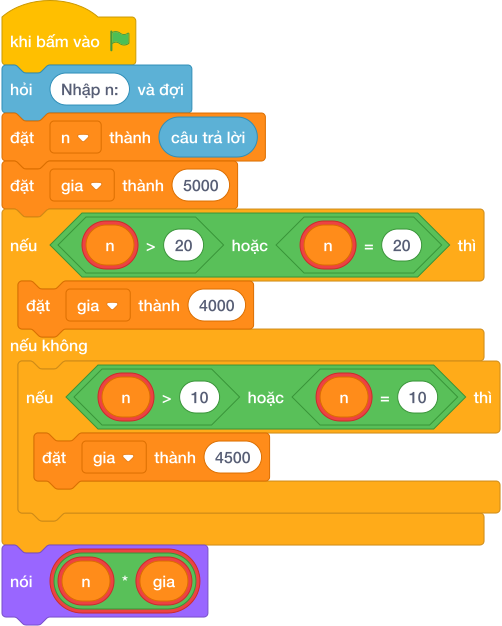 khi bấm vào
hỏi Nhập n: và đợi
đặt n thành câu trả lời
đặt gia thành 5000
nếu n > 20 hoặc n = 20 thì
đặt gia thành 4000
nếu không
nếu n > 10 hoặc n = 10 thì
đặt gia thành 4500
nói n * gia